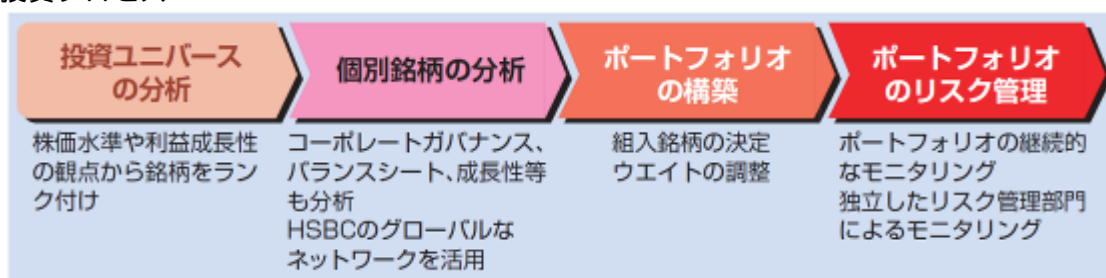 投資ユニバース
の分析
個別銘柄の分析
ポートフォリオ
の構築
ポートフォリオ
のリスク管理
株価水準や利益成長性
の観点から銘柄をラン
ク付け
コーポレートガバナンス、
バランスシート、成長性等
も分析
HSBCのグローバルな
ネットワークを活用
組入銘柄の決定
ウエイトの調整
ポートフォリオの継続的
なモニタリング
独立したリスク管理部門
によるモニタリング